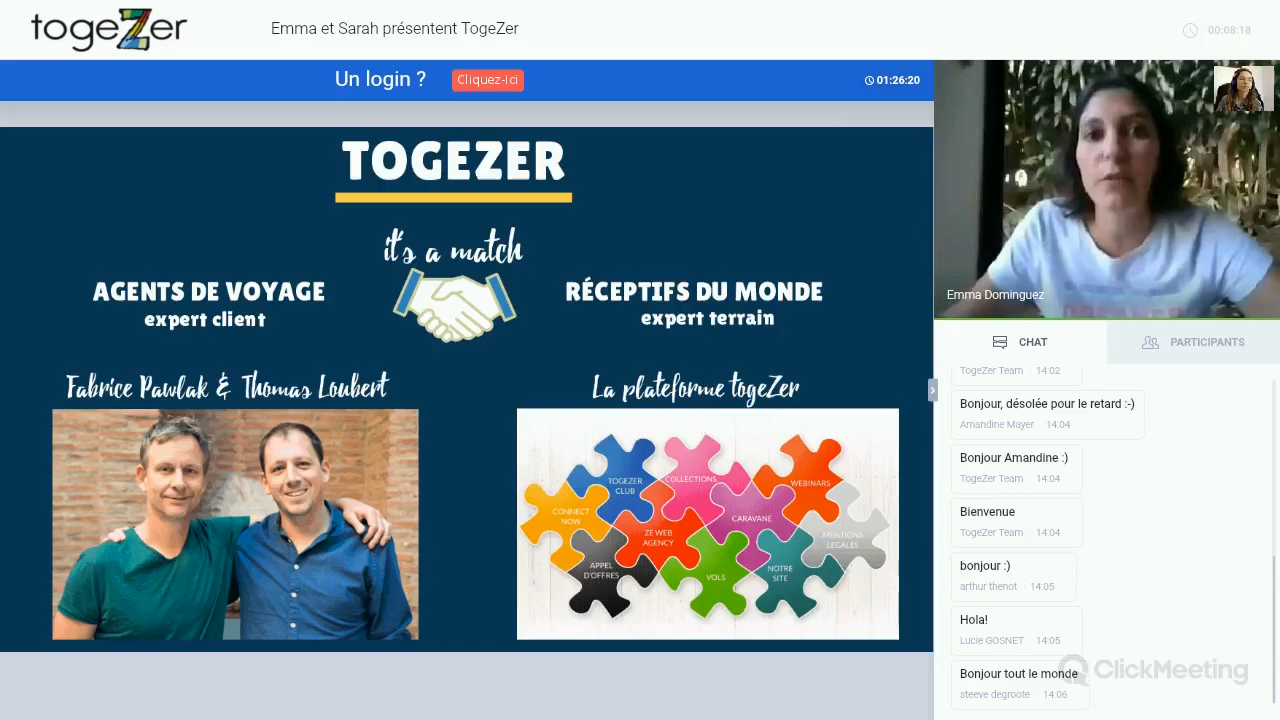 togeZer
Emma et Sarah présentent TogeZer
00:08:18
Un login ?
Cliquez-ici
01:26:20
TOGEZER
it's a match
AGENTS DE VOYAGE
expert client
RÉCEPTIFS DU MONDE
expert terrain
Fabrice Pawlak & Thomas Loubert
La plateforme togeZer
TOGEZER
CLUB
COLLECTIONS
WEBINARS
CONNECT
NOW
ZE WEB
AGENCY
CARAVANE
MENTIONS
LEGALES
APPEL
D'OFFRES
VOLS
NOTRE
SITE
Emma Dominguez
CHAT
PARTICIPANTS
TogeZer Team 14:02
Bonjour, désolée pour le retard :-)
Amandine Mayer 14:04
Bonjour Amandine :)
TogeZer Team 14:04
Bienvenue
TogeZer Team 14:04
bonjour :)
arthur thenot 14:05
Hola!
Lucie GOSNET 14:05
Bonjour tout le monde
steeve degroote 14:06
ClickMeeting